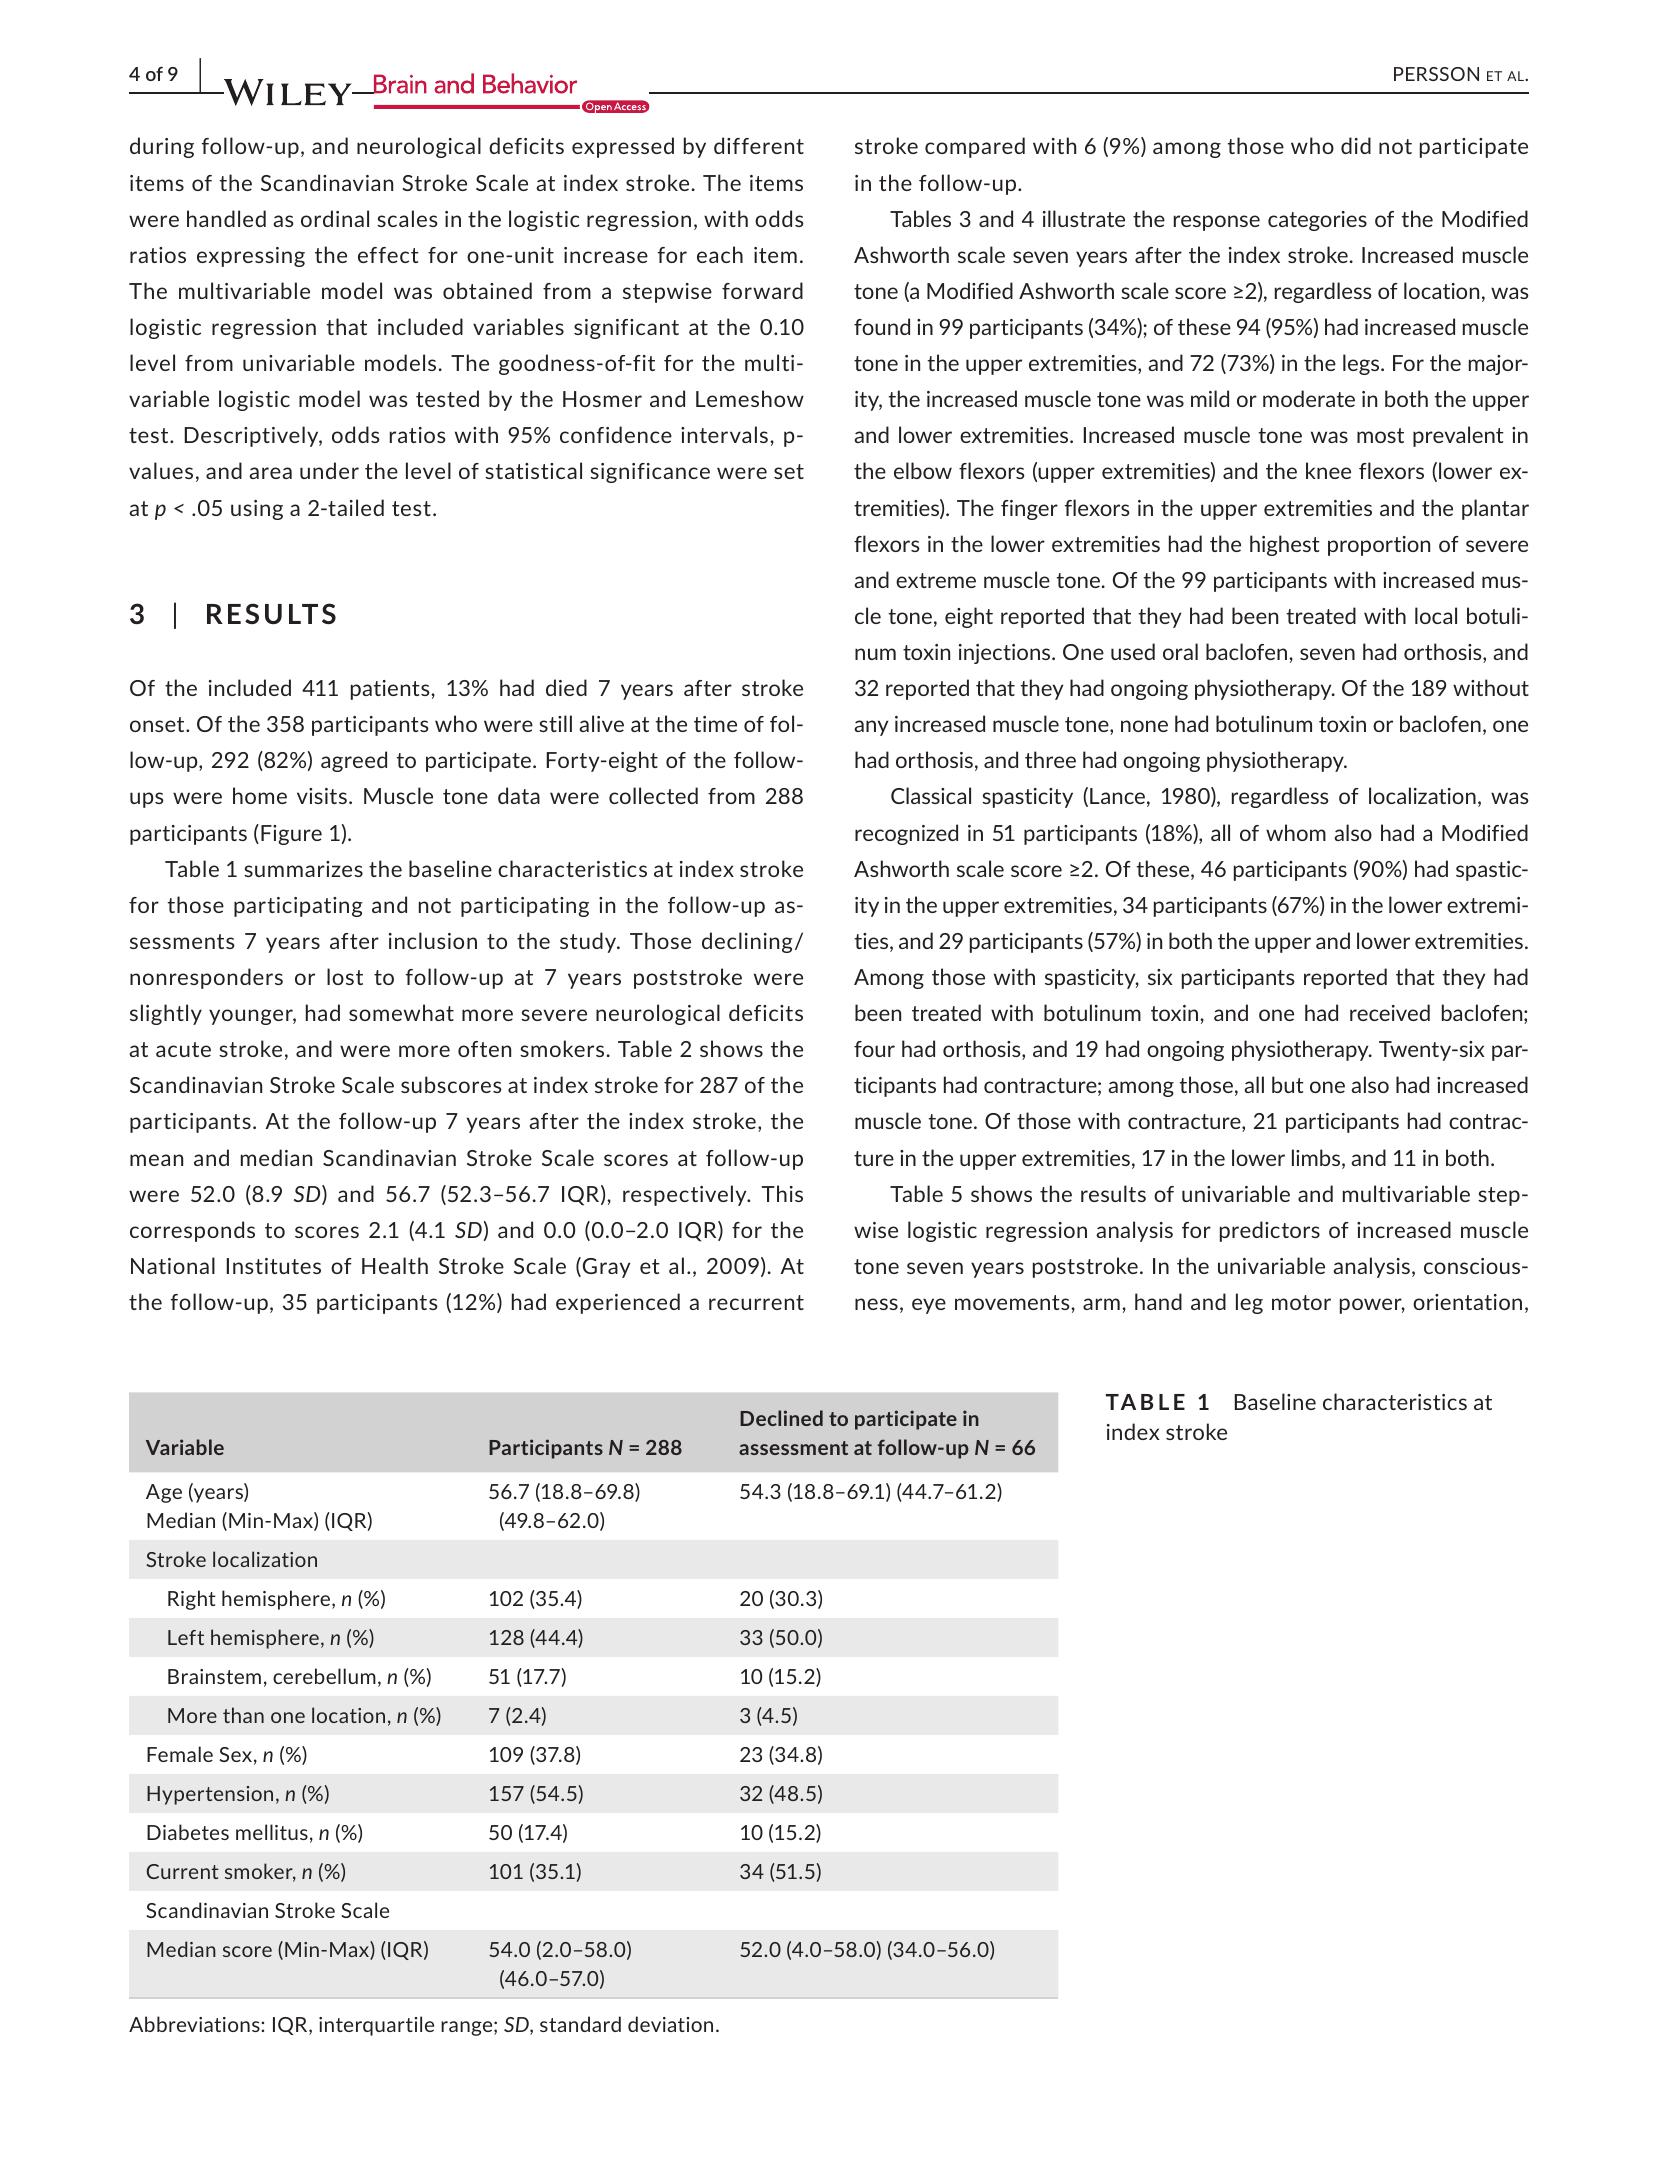 4 of 9
WILEY
Brain and Behavior
Open Access
PERSSON ET AL.
during follow-up, and neurological deficits expressed by different
items of the Scandinavian Stroke Scale at index stroke. The items
were handled as ordinal scales in the logistic regression, with odds
ratios expressing the effect for one-unit increase for each item.
The multivariable model was obtained from a stepwise forward
logistic regression that included variables significant at the 0.10
level from univariable models. The goodness-of-fit for the multi-
variable logistic model was tested by the Hosmer and Lemeshow
test. Descriptively, odds ratios with 95% confidence intervals, p-
values, and area under the level of statistical significance were set
at p < .05 using a 2-tailed test.
3 | RESULTS
Of the included 411 patients, 13% had died 7 years after stroke
onset. Of the 358 participants who were still alive at the time of fol-
low-up, 292 (82%) agreed to participate. Forty-eight of the follow-
ups were home visits. Muscle tone data were collected from 288
participants (Figure 1).
Table 1 summarizes the baseline characteristics at index stroke
for those participating and not participating in the follow-up as-
sessments 7 years after inclusion to the study. Those declining/
nonresponders or lost to follow-up at 7 years poststroke were
slightly younger, had somewhat more severe neurological deficits
at acute stroke, and were more often smokers. Table 2 shows the
Scandinavian Stroke Scale subscores at index stroke for 287 of the
participants. At the follow-up 7 years after the index stroke, the
mean and median Scandinavian Stroke Scale scores at follow-up
were 52.0 (8.9 SD) and 56.7 (52.3–56.7 IQR), respectively. This
corresponds to scores 2.1 (4.1 SD) and 0.0 (0.0–2.0 IQR) for the
National Institutes of Health Stroke Scale (Gray et al., 2009). At
the follow-up, 35 participants (12%) had experienced a recurrent
stroke compared with 6 (9%) among those who did not participate
in the follow-up.
Tables 3 and 4 illustrate the response categories of the Modified
Ashworth scale seven years after the index stroke. Increased muscle
tone (a Modified Ashworth scale score ≥2), regardless of location, was
found in 99 participants (34%); of these 94 (95%) had increased muscle
tone in the upper extremities, and 72 (73%) in the legs. For the major-
ity, the increased muscle tone was mild or moderate in both the upper
and lower extremities. Increased muscle tone was most prevalent in
the elbow flexors (upper extremities) and the knee flexors (lower ex-
tremities). The finger flexors in the upper extremities and the plantar
flexors in the lower extremities had the highest proportion of severe
and extreme muscle tone. Of the 99 participants with increased mus-
cle tone, eight reported that they had been treated with local botuli-
num toxin injections. One used oral baclofen, seven had orthosis, and
32 reported that they had ongoing physiotherapy. Of the 189 without
any increased muscle tone, none had botulinum toxin or baclofen, one
had orthosis, and three had ongoing physiotherapy.
Classical spasticity (Lance, 1980), regardless of localization, was
recognized in 51 participants (18%), all of whom also had a Modified
Ashworth scale score ≥2. Of these, 46 participants (90%) had spastic-
ity in the upper extremities, 34 participants (67%) in the lower extremi-
ties, and 29 participants (57%) in both the upper and lower extremities.
Among those with spasticity, six participants reported that they had
been treated with botulinum toxin, and one had received baclofen;
four had orthosis, and 19 had ongoing physiotherapy. Twenty-six par-
ticipants had contracture; among those, all but one also had increased
muscle tone. Of those with contracture, 21 participants had contrac-
ture in the upper extremities, 17 in the lower limbs, and 11 in both.
Table 5 shows the results of univariable and multivariable step-
wise logistic regression analysis for predictors of increased muscle
tone seven years poststroke. In the univariable analysis, conscious-
ness, eye movements, arm, hand and leg motor power, orientation,
TABLE 1 Baseline characteristics at
index stroke
Variable Participants N = 288 Declined to participate in
assessment at follow-up N = 66
Age (years) 56.7 (18.8–69.8) 54.3 (18.8–69.1) (44.7–61.2)
Median (Min-Max) (IQR) (49.8–62.0)
Stroke localization
Right hemisphere, n (%) 102 (35.4) 20 (30.3)
Left hemisphere, n (%) 128 (44.4) 33 (50.0)
Brainstem, cerebellum, n (%) 51 (17.7) 10 (15.2)
More than one location, n (%) 7 (2.4) 3 (4.5)
Female Sex, n (%) 109 (37.8) 23 (34.8)
Hypertension, n (%) 157 (54.5) 32 (48.5)
Diabetes mellitus, n (%) 50 (17.4) 10 (15.2)
Current smoker, n (%) 101 (35.1) 34 (51.5)
Scandinavian Stroke Scale
Median score (Min-Max) (IQR) 54.0 (2.0–58.0) 52.0 (4.0–58.0) (34.0–56.0)
(46.0–57.0)
Abbreviations: IQR, interquartile range; SD, standard deviation.